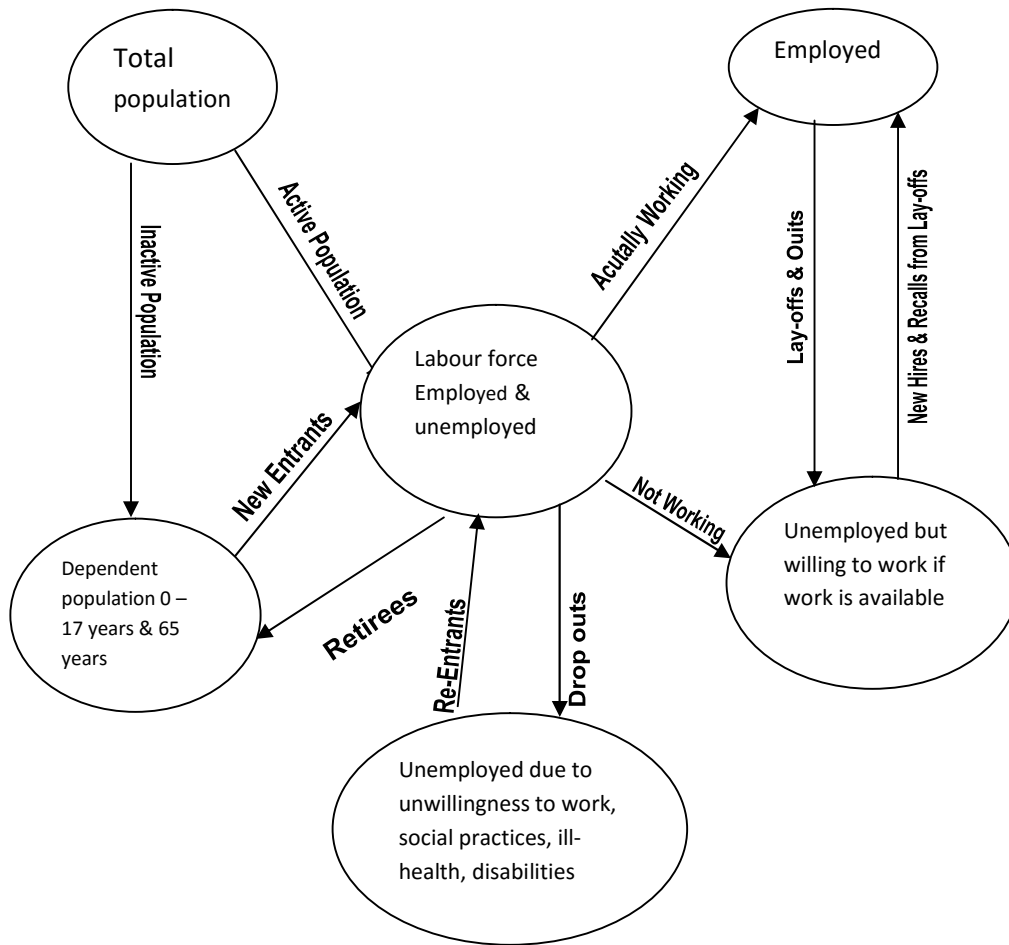 Total
population
Employed
Inactive Population
Active Population
Acutally Working
Lay-offs & Ouits
New Hires & Recalls from Lay-offs
Labour force
Employed &
unemployed
New Entrants
Not Working
Dependent
population 0 –
17 years & 65
years
Retirees
Re-Entrants
Drop outs
Unemployed but
willing to work if
work is available
Unemployed due to
unwillingness to work,
social practices, ill-
health, disabilities